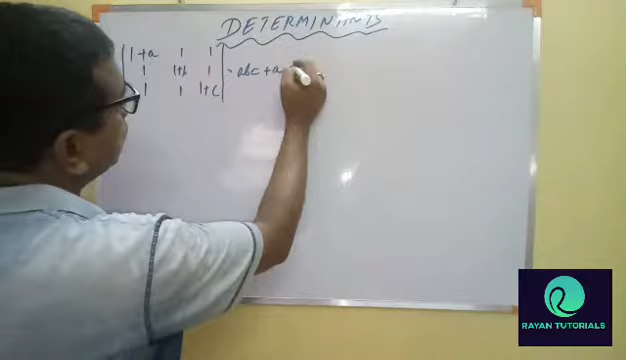 DETERMINANTS
| 1+a 1 1 |
| 1 1+b 1 | = abc + a
| 1 1 1+c |
RAYAN TUTORIALS